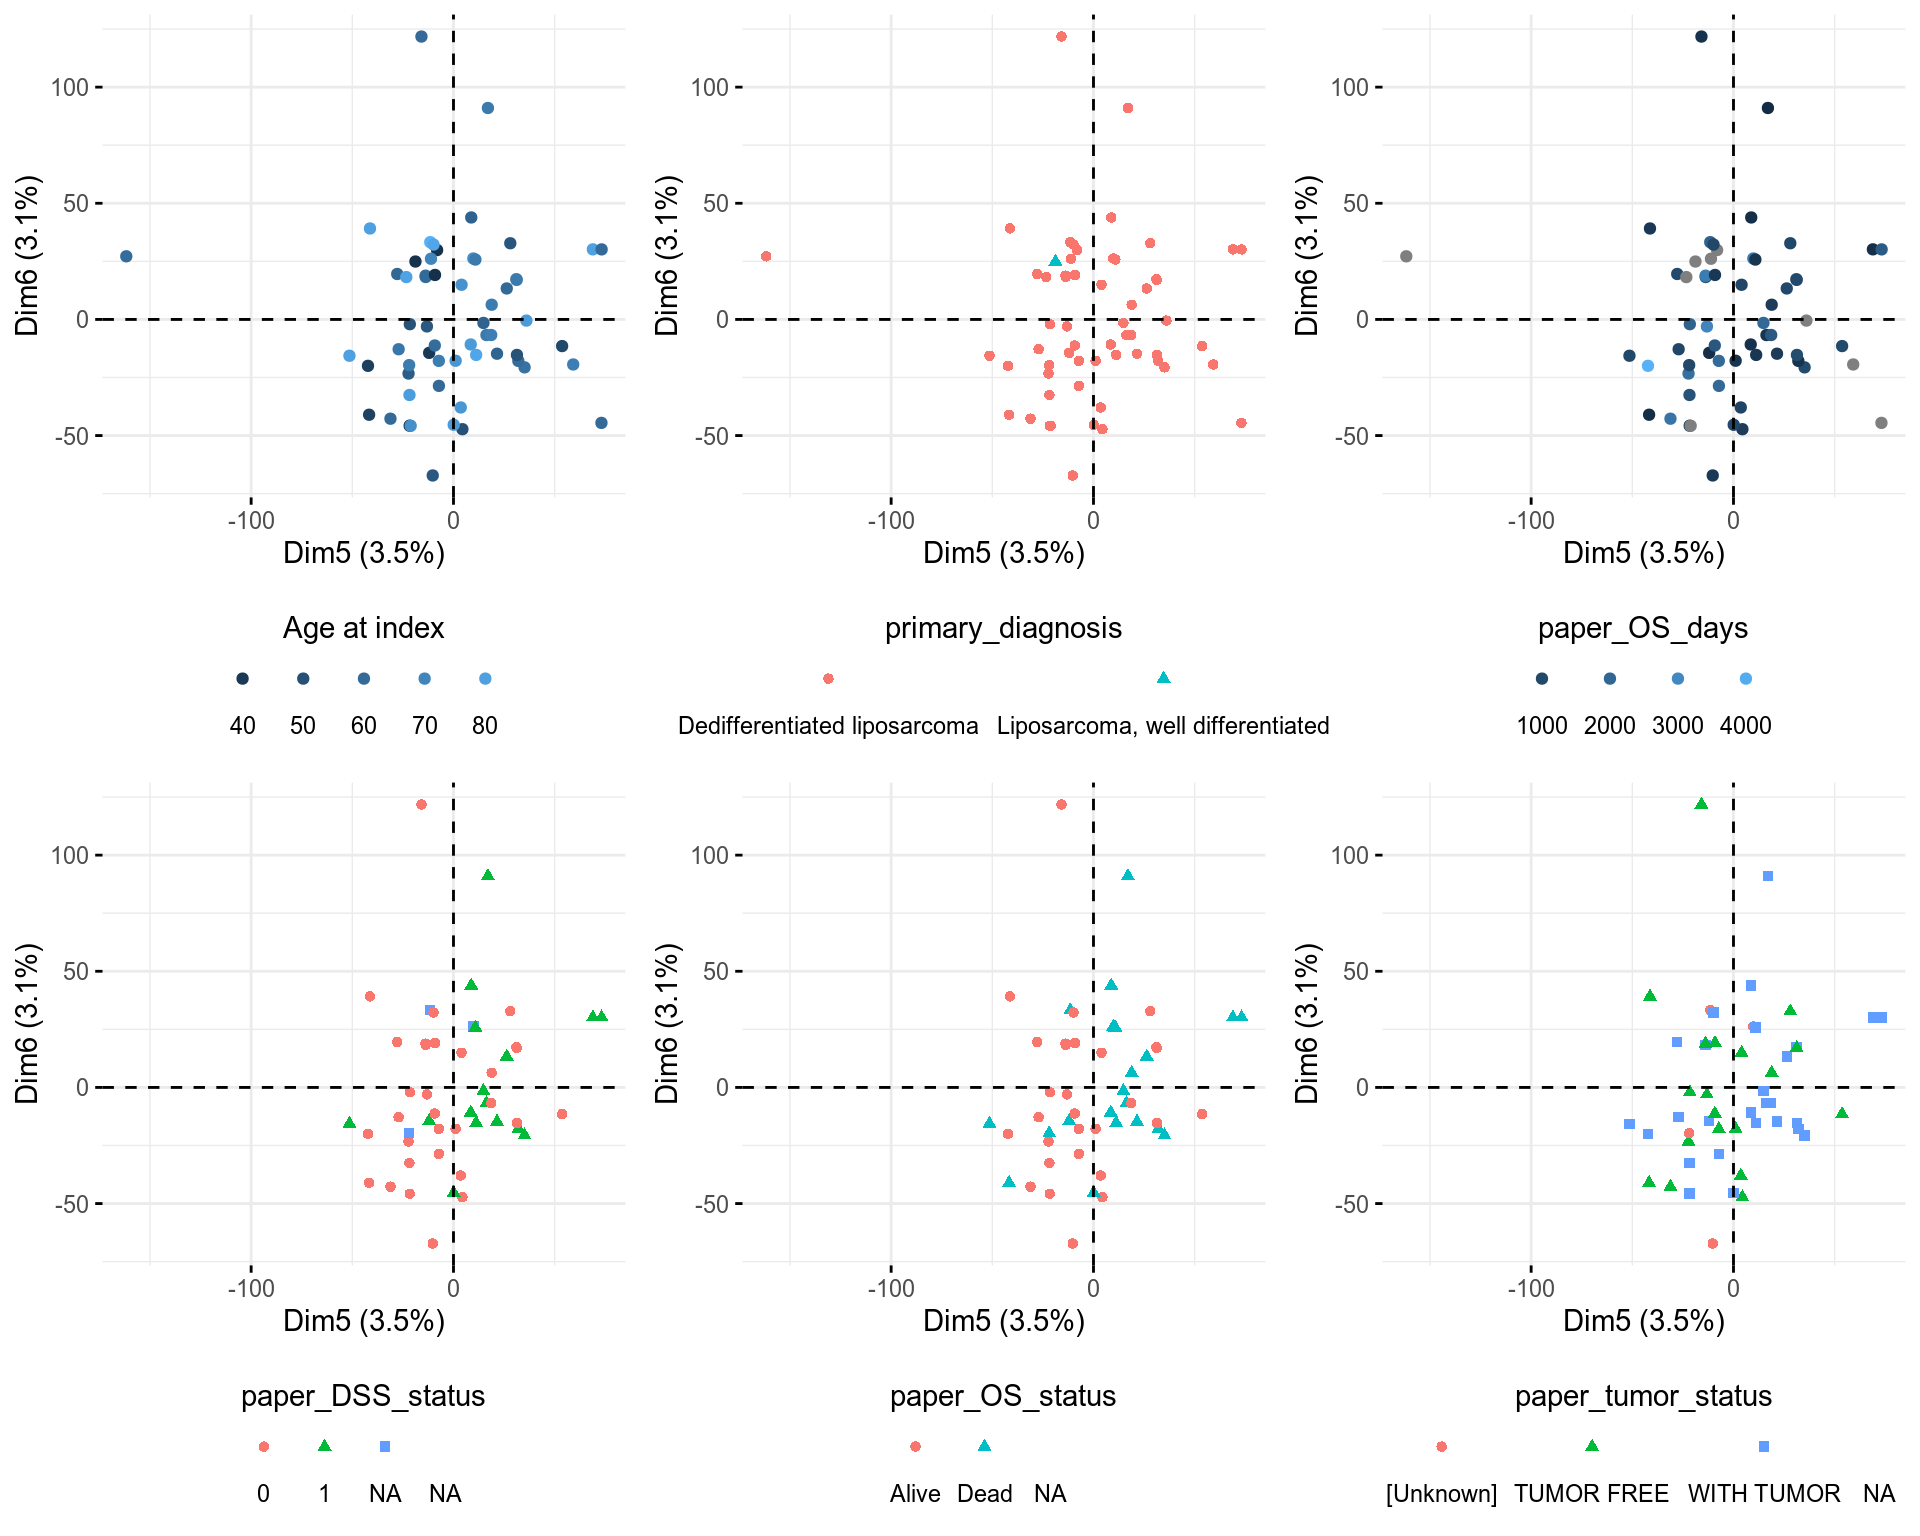 100
50
0
-50
Dim6 (3.1%)
-100 0
Dim5 (3.5%)
Age at index
40 50 60 70 80
100
50
0
-50
Dim6 (3.1%)
-100 0
Dim5 (3.5%)
primary_diagnosis
Dedifferentiated liposarcoma Liposarcoma, well differentiated
100
50
0
-50
Dim6 (3.1%)
-100 0
Dim5 (3.5%)
paper_OS_days
1000 2000 3000 4000
100
50
0
-50
Dim6 (3.1%)
-100 0
Dim5 (3.5%)
paper_DSS_status
0 1 NA NA
100
50
0
-50
Dim6 (3.1%)
-100 0
Dim5 (3.5%)
paper_OS_status
Alive Dead NA
100
50
0
-50
Dim6 (3.1%)
-100 0
Dim5 (3.5%)
paper_tumor_status
[Unknown] TUMOR FREE WITH TUMOR NA